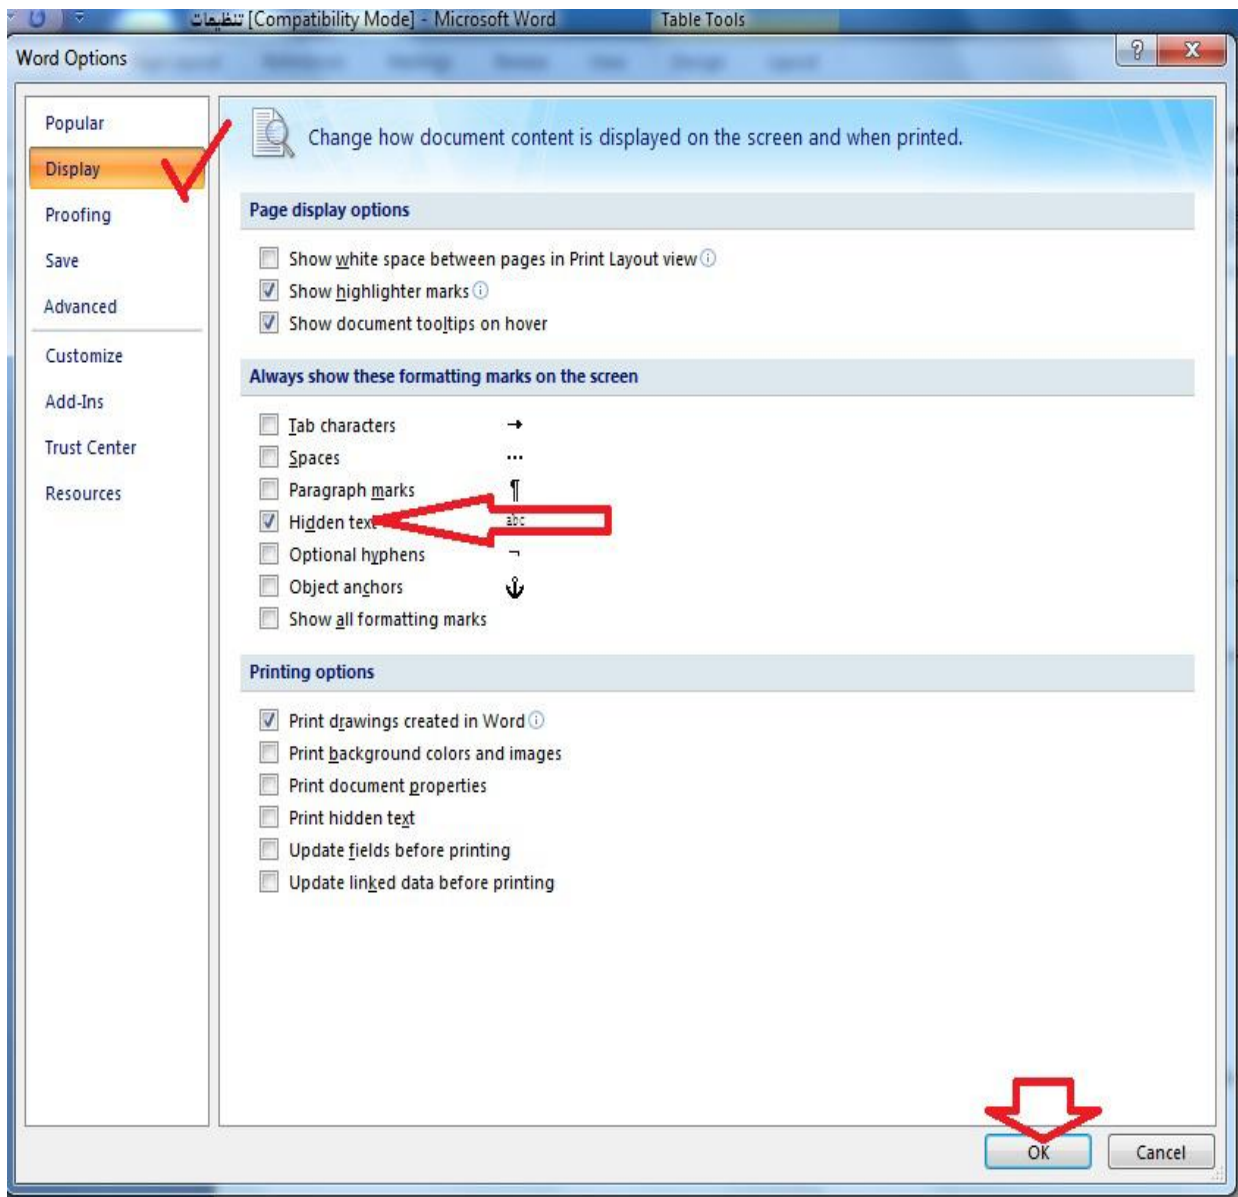 تنظیمات [Compatibility Mode] - Microsoft Word
Table Tools
Word Options
Popular
Display
Proofing
Save
Advanced
Customize
Add-Ins
Trust Center
Resources
Change how document content is displayed on the screen and when printed.
Page display options
Show white space between pages in Print Layout view
Show highlighter marks
Show document tooltips on hover
Always show these formatting marks on the screen
Tab characters →
Spaces ...
Paragraph marks ¶
Hidden text abc
Optional hyphens ¬
Object anchors
Show all formatting marks
Printing options
Print drawings created in Word
Print background colors and images
Print document properties
Print hidden text
Update fields before printing
Update linked data before printing
OK
Cancel